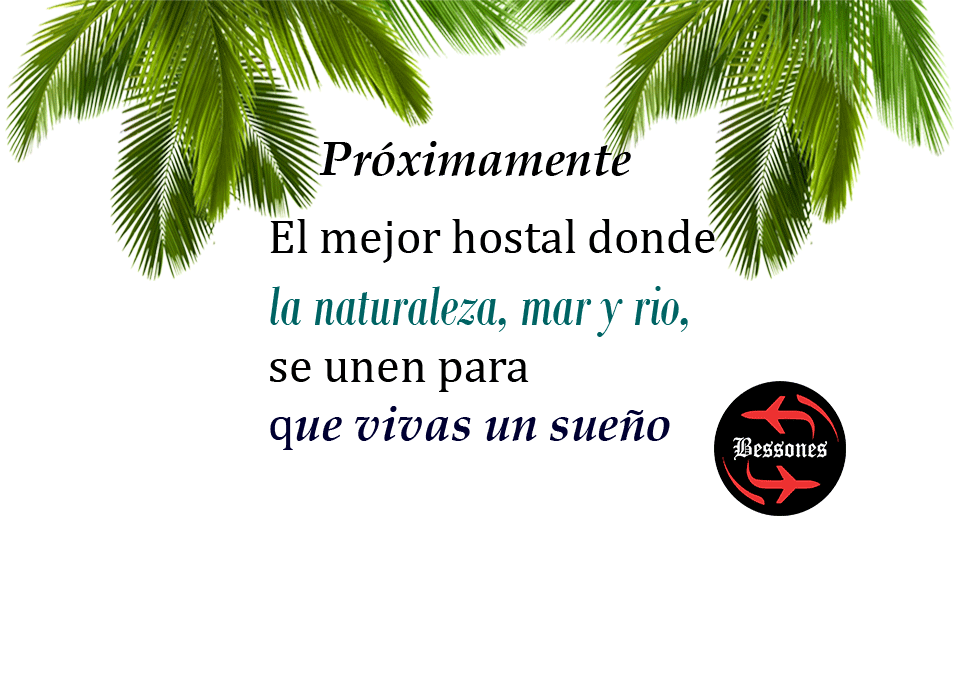 Próximamente
El mejor hostal donde
la naturaleza, mar y rio,
se unen para
que vivas un sueño
Bessones